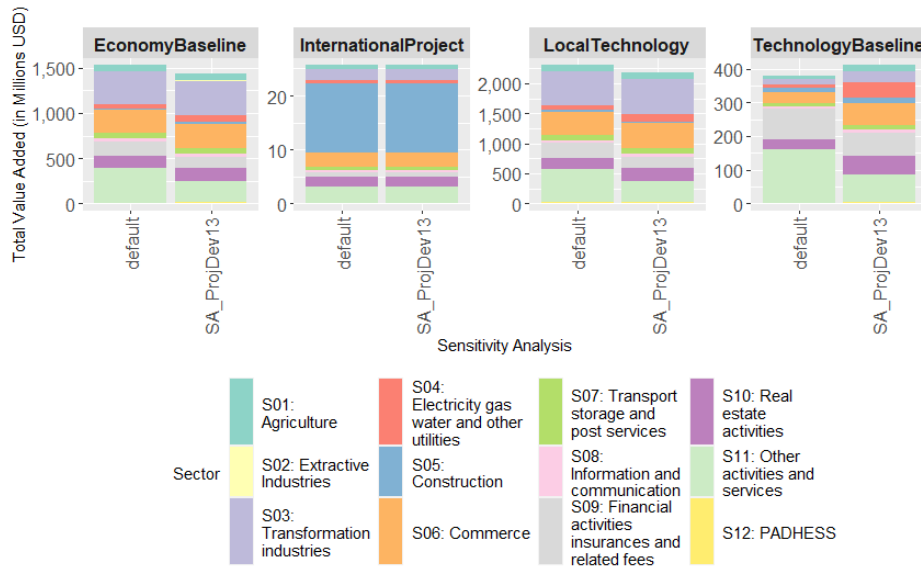 EconomyBaseline
InternationalProject
LocalTechnology
TechnologyBaseline
Total Value Added (in Millions USD)
1,500
1,000
500
0
20
10
0
2,000
1,500
1,000
500
0
400
300
200
100
0
default
SA_ProjDev13
default
SA_ProjDev13
default
SA_ProjDev13
default
SA_ProjDev13
Sensitivity Analysis
Sector
S01:
Agriculture
S02: Extractive
Industries
S03:
Transformation
industries
S04:
Electricity gas
water and other
utilities
S05:
Construction
S06: Commerce
S07: Transport
storage and
post services
S08:
Information and
communication
S09: Financial
activities
insurances and
related fees
S10: Real
estate
activities
S11: Other
activities and
services
S12: PADHESS